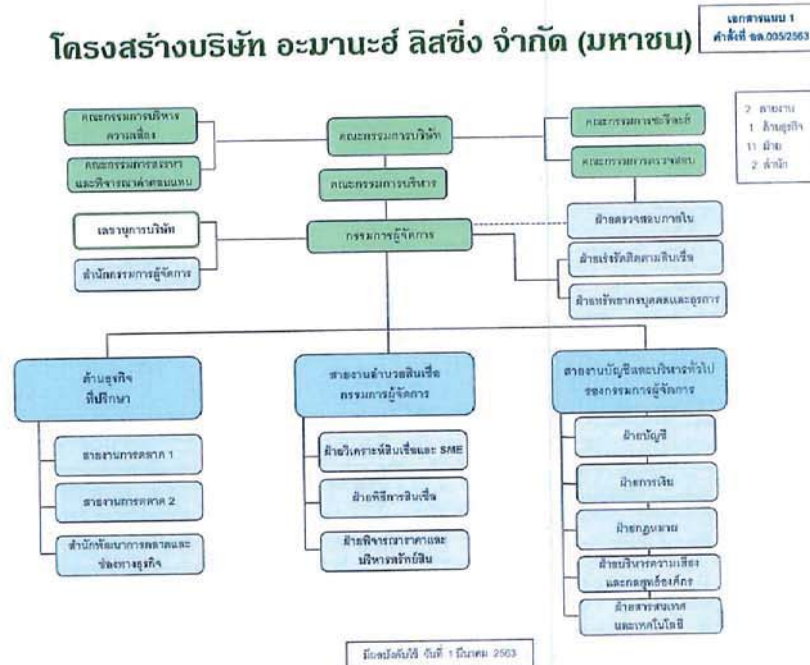 เอกสารแนบ 1
คำสั่งที่ อล.005/2563
โครงสร้างบริษัท อะมานะฮ์ ลิสซิ่ง จำกัด (มหาชน)
2 สายงาน
1 ด้านธุรกิจ
11 ฝ่าย
2 สำนัก
คณะกรรมการบริหาร
ความเสี่ยง
คณะกรรมการบริษัท
คณะกรรมการชะรีอะฮ์
คณะกรรมการสรรหา
และพิจารณาค่าตอบแทน
คณะกรรมการตรวจสอบ
คณะกรรมการบริหาร
เลขานุการบริษัท
กรรมการผู้จัดการ
ฝ่ายตรวจสอบภายใน
สำนักกรรมการผู้จัดการ
ฝ่ายเร่งรัดติดตามสินเชื่อ
ฝ่ายทรัพยากรบุคคลและธุรการ
ด้านธุรกิจ
ที่ปรึกษา
สายงานอำนวยสินเชื่อ
กรรมการผู้จัดการ
สายงานบัญชีและบริหารทั่วไป
รองกรรมการผู้จัดการ
สายงานการตลาด 1
สายงานการตลาด 2
สำนักพัฒนาการตลาดและ
ช่องทางธุรกิจ
ฝ่ายวิเคราะห์สินเชื่อและ SME
ฝ่ายพิธีการสินเชื่อ
ฝ่ายพิจารณาราคาและ
บริหารทรัพย์สิน
ฝ่ายบัญชี
ฝ่ายการเงิน
ฝ่ายกฎหมาย
ฝ่ายบริหารความเสี่ยง
และกลยุทธ์องค์กร
ฝ่ายสารสนเทศ
และเทคโนโลยี
มีผลบังคับใช้ วันที่ 1 มีนาคม 2563